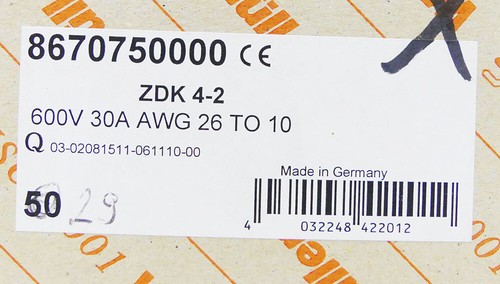 8670750000 CE
ZDK 4-2
600V 30A AWG 26 TO 10
Q 03-02081511-061110-00
Made in Germany
50 29
4 032248 422012